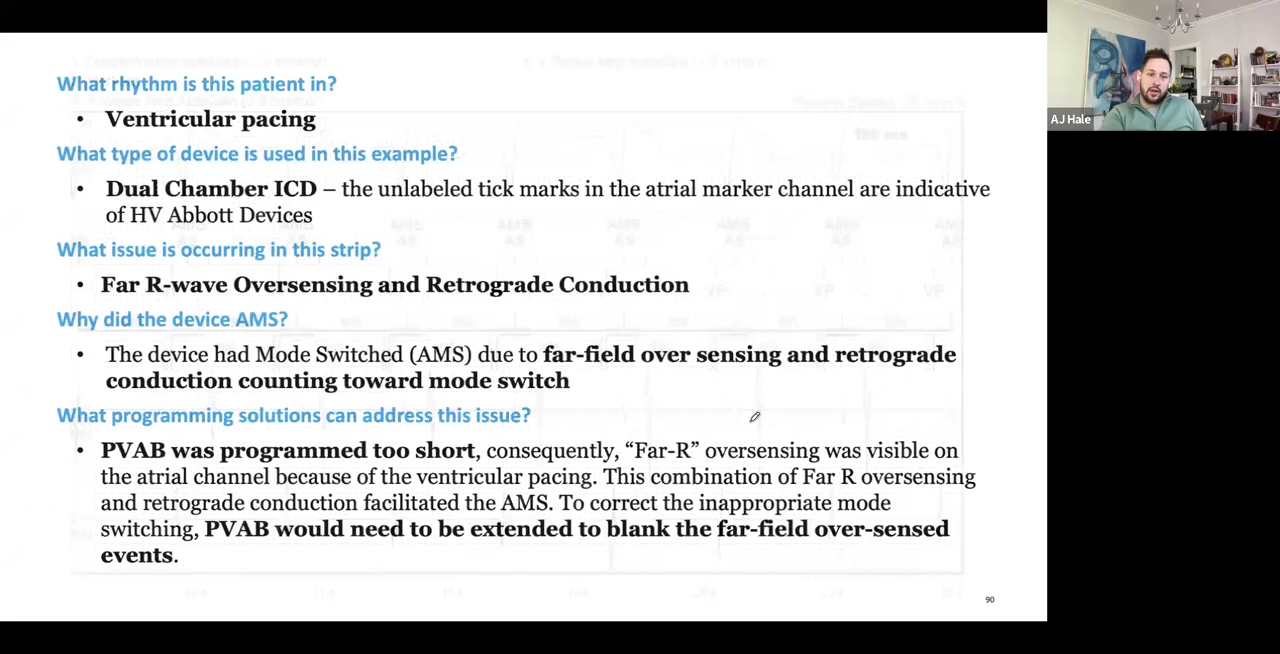 What rhythm is this patient in?
• Ventricular pacing
What type of device is used in this example?
• Dual Chamber ICD – the unlabeled tick marks in the atrial marker channel are indicative
of HV Abbott Devices
What issue is occurring in this strip?
• Far R-wave Oversensing and Retrograde Conduction
Why did the device AMS?
• The device had Mode Switched (AMS) due to far-field over sensing and retrograde
conduction counting toward mode switch
What programming solutions can address this issue?
• PVAB was programmed too short, consequently, “Far-R” oversensing was visible on
the atrial channel because of the ventricular pacing. This combination of Far R oversensing
and retrograde conduction facilitated the AMS. To correct the inappropriate mode
switching, PVAB would need to be extended to blank the far-field over-sensed
events.
90
AJ Hale